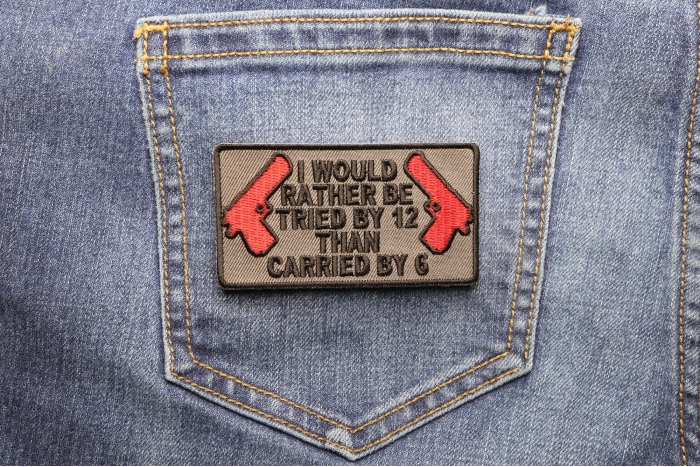 I WOULD
RATHER BE
TRIED BY 12
THAN
CARRIED BY 6